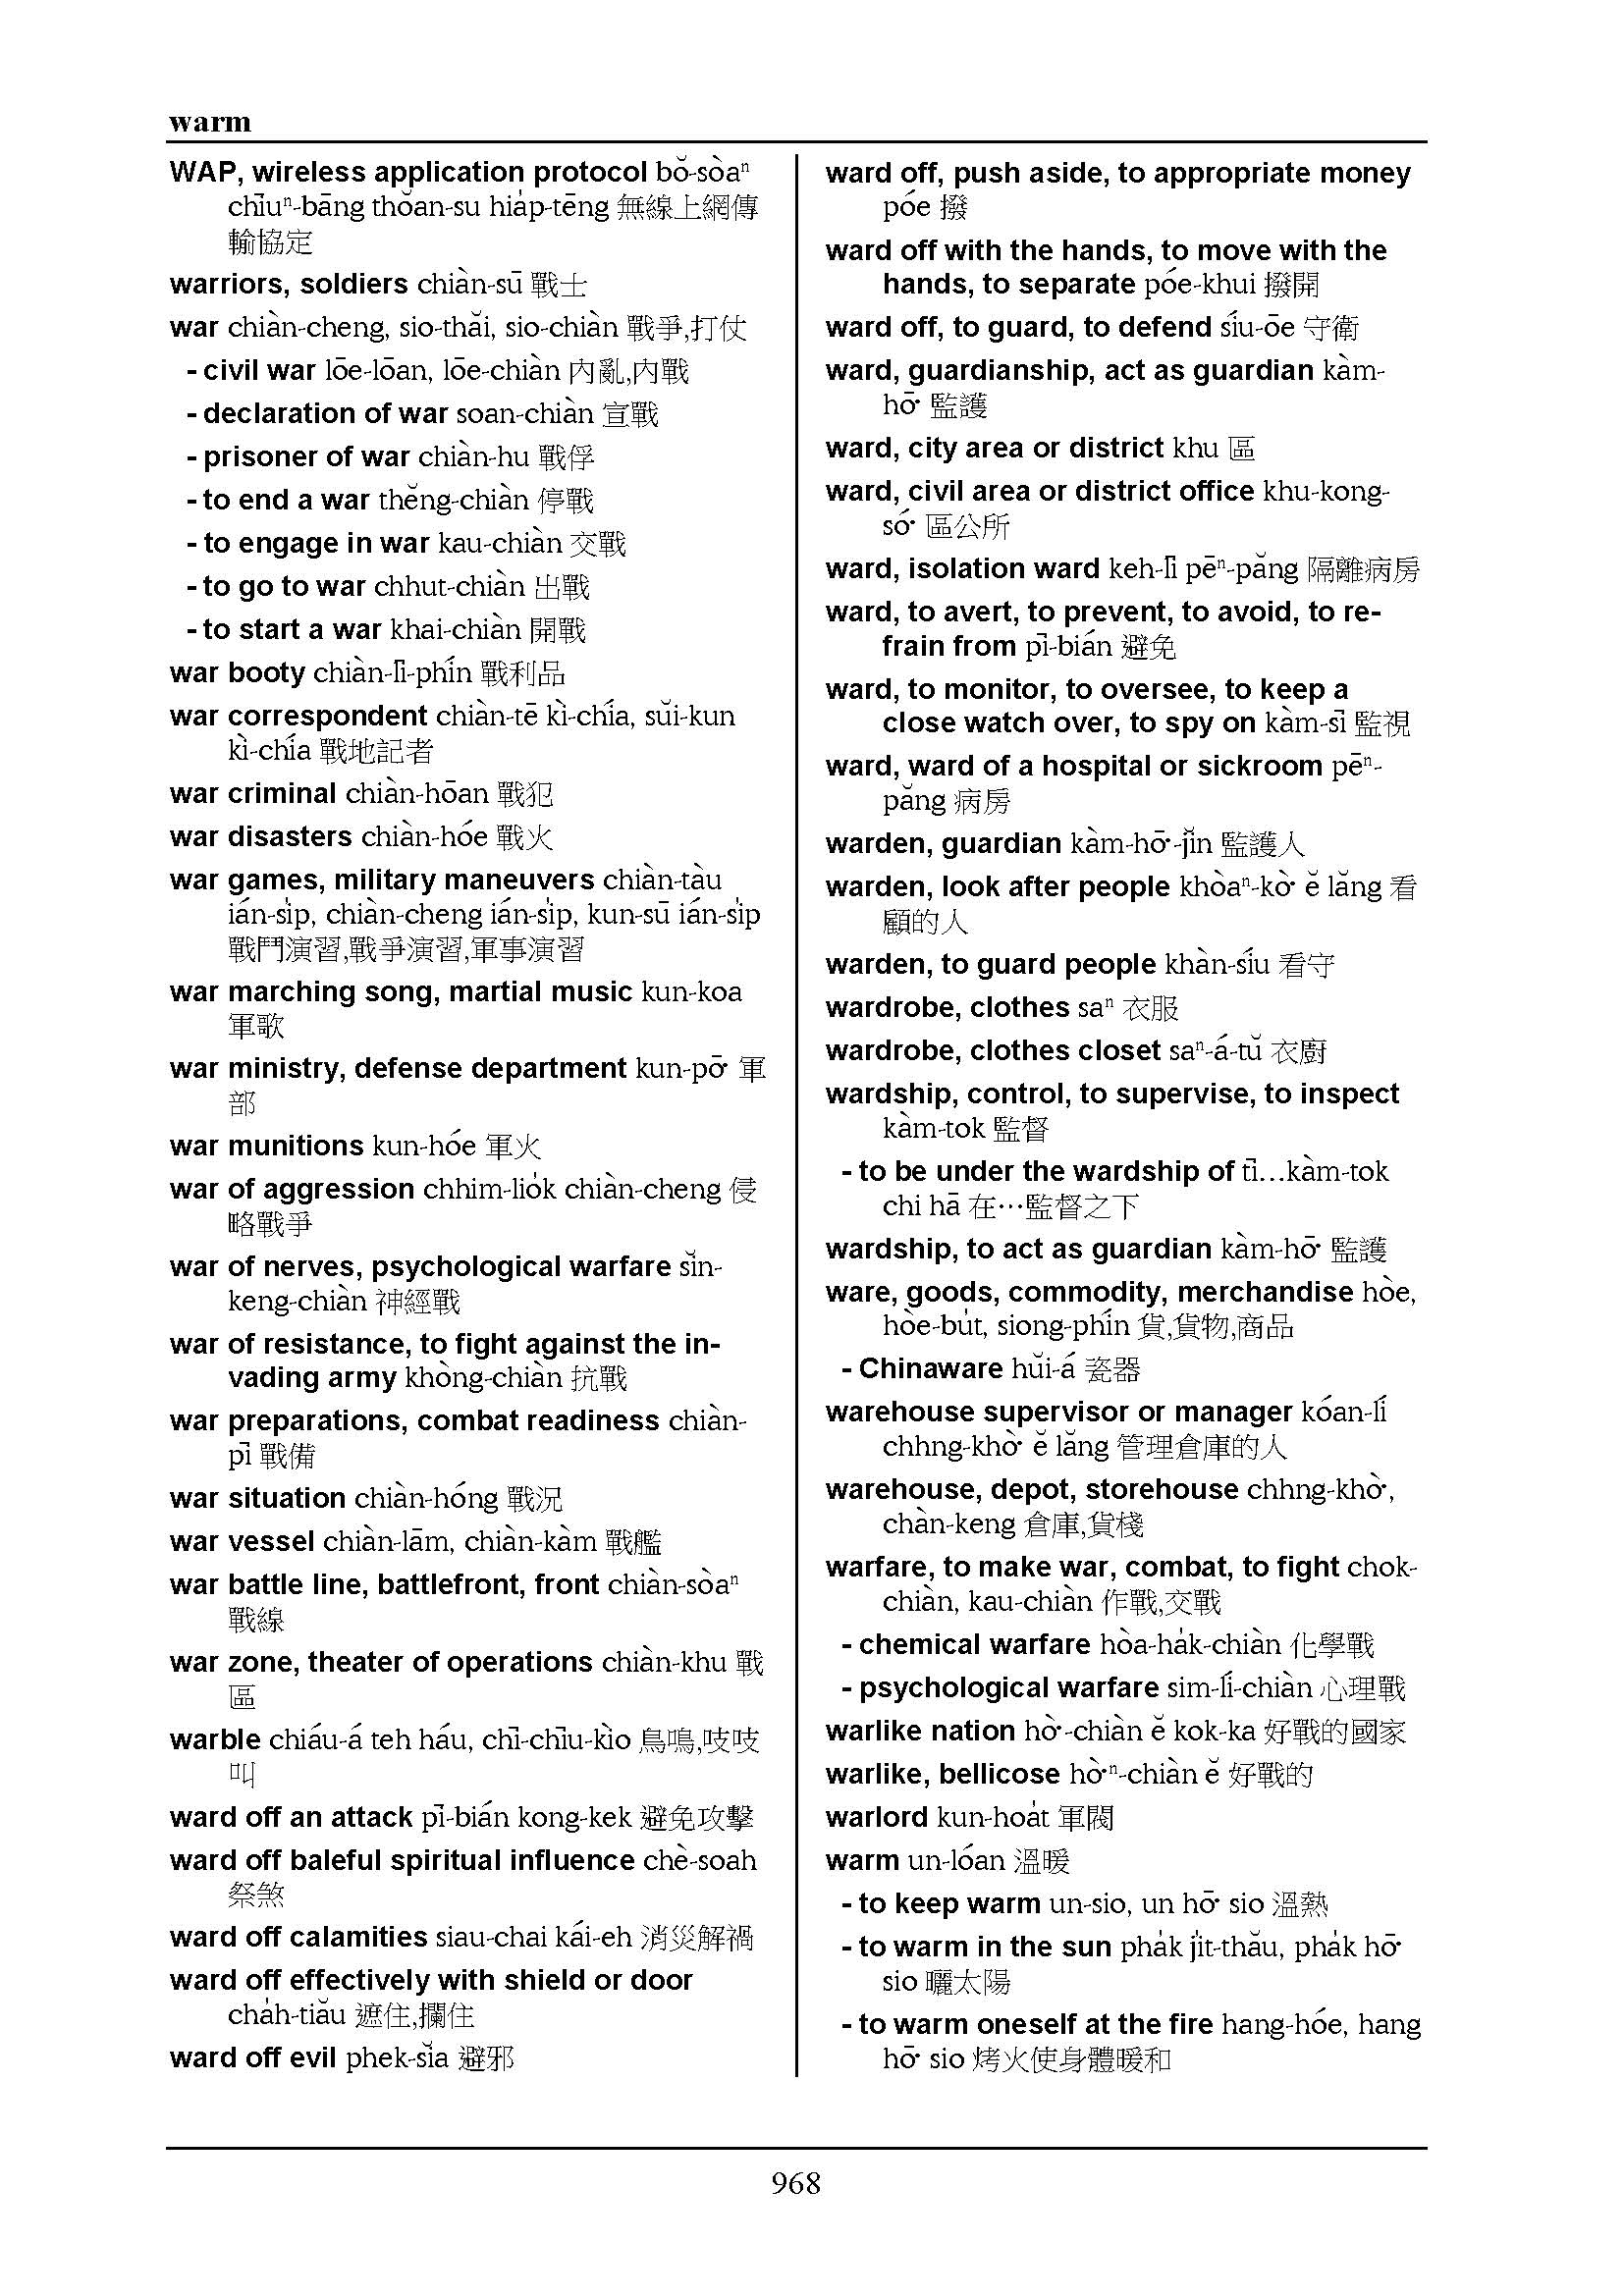 warm
WAP, wireless application protocol bŏ-sòaⁿ
chīuⁿ-bāng thŏan-su hia̍p-tēng 無線上網傳
輸協定
warriors, soldiers chiàn-sū 戰士
war chiàn-cheng, sio-thăi, sio-chiàn 戰爭,打仗
- civil war lōe-lōan, lōe-chiàn 內亂,內戰
- declaration of war soan-chiàn 宣戰
- prisoner of war chiàn-hu 戰俘
- to end a war thĕng-chiàn 停戰
- to engage in war kau-chiàn 交戰
- to go to war chhut-chiàn 出戰
- to start a war khai-chiàn 開戰
war booty chiàn-lī-phín 戰利品
war correspondent chiàn-tē kì-chía, sŭi-kun
kì-chía 戰地記者
war criminal chiàn-hōan 戰犯
war disasters chiàn-hóe 戰火
war games, military maneuvers chiàn-tàu
ián-si̍p, chiàn-cheng ián-si̍p, kun-sū ián-si̍p
戰鬥演習,戰爭演習,軍事演習
war marching song, martial music kun-koa
軍歌
war ministry, defense department kun-pō͘ 軍
部
war munitions kun-hóe 軍火
war of aggression chhim-lio̍k chiàn-cheng 侵
略戰爭
war of nerves, psychological warfare sĭn-
keng-chiàn 神經戰
war of resistance, to fight against the in-
vading army khòng-chiàn 抗戰
war preparations, combat readiness chiàn-
pī 戰備
war situation chiàn-hóng 戰況
war vessel chiàn-lām, chiàn-kàm 戰艦
war battle line, battlefront, front chiàn-sòaⁿ
戰線
war zone, theater of operations chiàn-khu 戰
區
warble chiáu-á teh háu, chī-chīu-kìo 鳥鳴,吱吱
叫
ward off an attack pī-bián kong-kek 避免攻擊
ward off baleful spiritual influence chè-soah
祭煞
ward off calamities siau-chai kái-eh 消災解禍
ward off effectively with shield or door
cha̍h-tiău 遮住,攔住
ward off evil phek-sĭa 避邪
ward off, push aside, to appropriate money
póe 撥
ward off with the hands, to move with the
hands, to separate póe-khui 撥開
ward off, to guard, to defend síu-ōe 守衛
ward, guardianship, act as guardian kàm-
hō͘ 監護
ward, city area or district khu 區
ward, civil area or district office khu-kong-
só͘ 區公所
ward, isolation ward keh-lī pēⁿ-păng 隔離病房
ward, to avert, to prevent, to avoid, to re-
frain from pī-bián 避免
ward, to monitor, to oversee, to keep a
close watch over, to spy on kàm-sī 監視
ward, ward of a hospital or sickroom pēⁿ-
păng 病房
warden, guardian kàm-hō͘-jĭn 監護人
warden, look after people khòaⁿ-kò͘ ĕ lăng 看
顧的人
warden, to guard people khàn-síu 看守
wardrobe, clothes saⁿ 衣服
wardrobe, clothes closet saⁿ-á-tŭ 衣廚
wardship, control, to supervise, to inspect
kàm-tok 監督
- to be under the wardship of tī…kàm-tok
chi hā 在…監督之下
wardship, to act as guardian kàm-hō͘ 監護
ware, goods, commodity, merchandise hòe,
hòe-bu̍t, siong-phín 貨,貨物,商品
- Chinaware hŭi-á 瓷器
warehouse supervisor or manager kóan-lí
chhng-khò͘ ĕ lăng 管理倉庫的人
warehouse, depot, storehouse chhng-khò͘,
chàn-keng 倉庫,貨棧
warfare, to make war, combat, to fight chok-
chiàn, kau-chiàn 作戰,交戰
- chemical warfare hòa-ha̍k-chiàn 化學戰
- psychological warfare sim-lí-chiàn 心理戰
warlike nation hò͘-chiàn ĕ kok-ka 好戰的國家
warlike, bellicose hò͘ⁿ-chiàn ĕ 好戰的
warlord kun-hoa̍t 軍閥
warm un-lóan 溫暖
- to keep warm un-sio, un hō͘ sio 溫熱
- to warm in the sun pha̍k ji̍t-thău, pha̍k hō͘
sio 曬太陽
- to warm oneself at the fire hang-hóe, hang
hō͘ sio 烤火使身體暖和
968